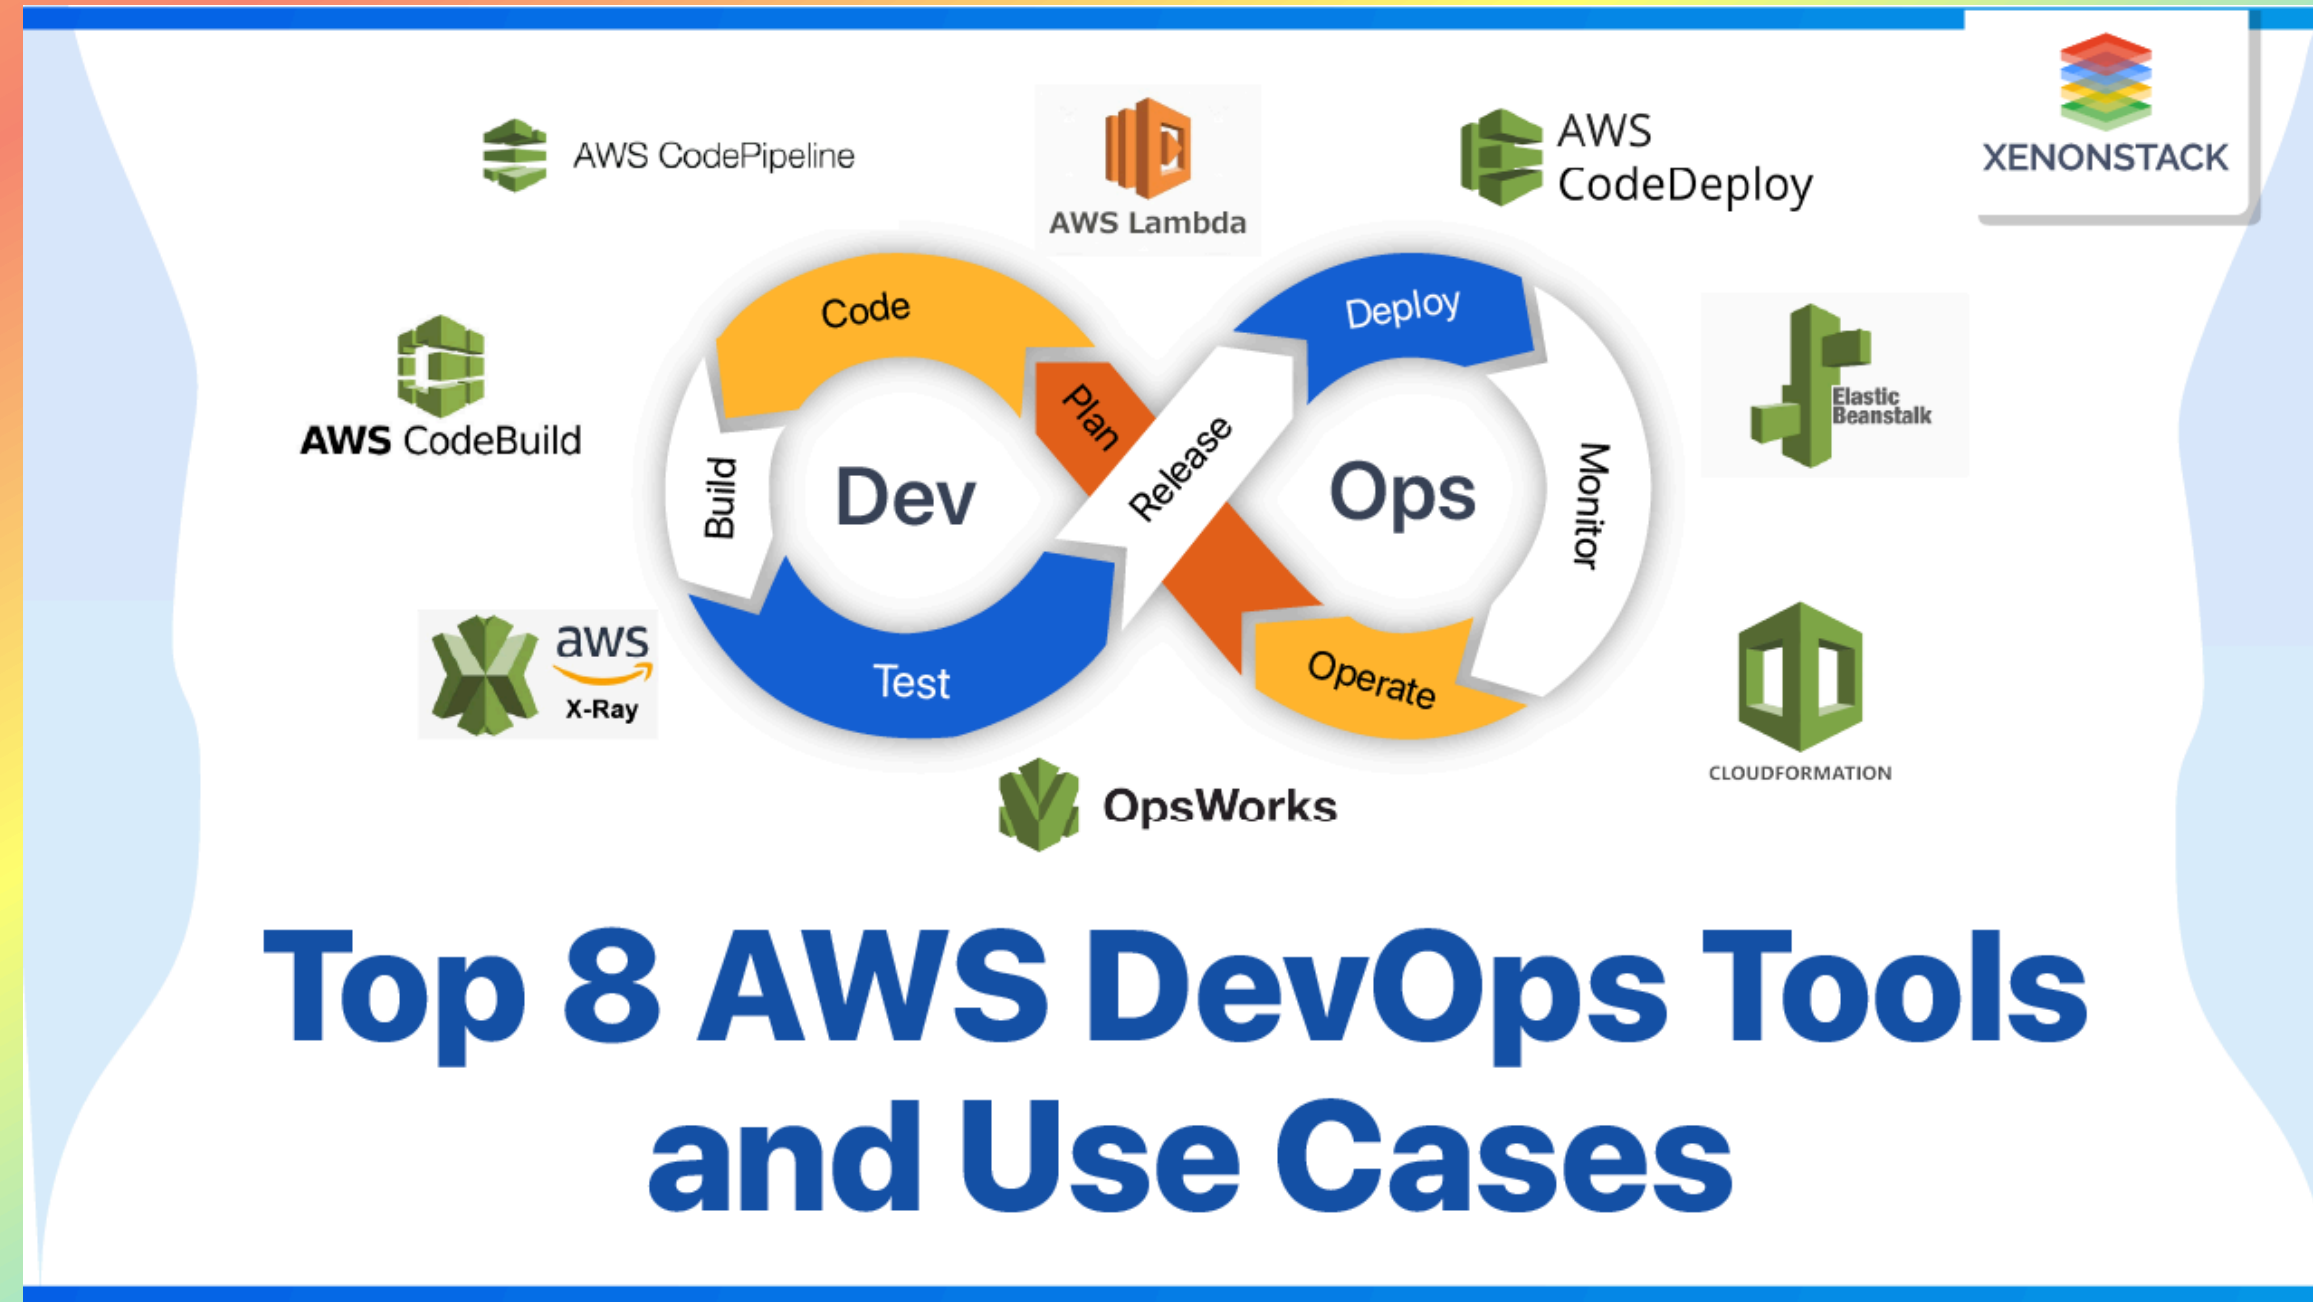 XENONSTACK
AWS CodePipeline
AWS Lambda
AWS
CodeDeploy
Code
Plan
Build
Dev
Test
Release
Deploy
Ops
Monitor
Operate
AWS CodeBuild
Elastic
Beanstalk
aws
X-Ray
CLOUDFORMATION
OpsWorks
Top 8 AWS DevOps Tools
and Use Cases